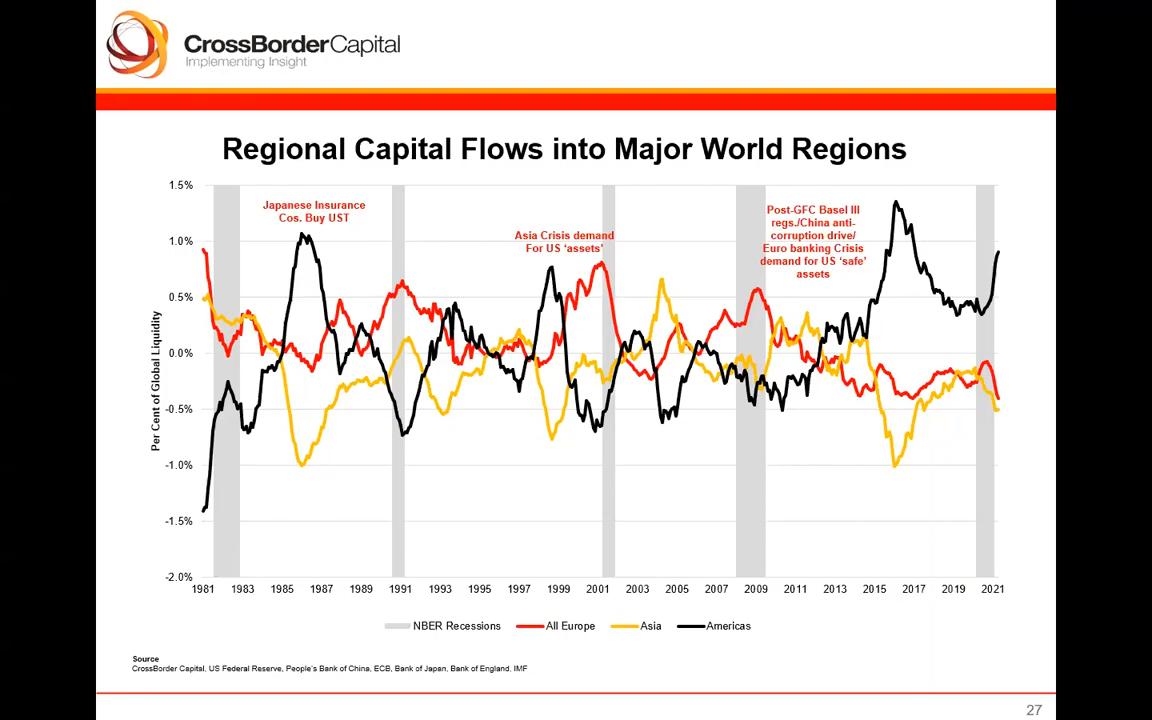 CrossBorderCapital
Implementing Insight
Regional Capital Flows into Major World Regions
1.5%
1.0%
0.5%
0.0%
-0.5%
-1.0%
-1.5%
-2.0%
Per Cent of Global Liquidity
Japanese Insurance
Cos. Buy UST
Asia Crisis demand
For US ‘assets’
Post-GFC Basel III
regs./China anti-
corruption drive/
Euro banking Crisis
demand for US ‘safe’
assets
1981 1983 1985 1987 1989 1991 1993 1995 1997 1999 2001 2003 2005 2007 2009 2011 2013 2015 2017 2019 2021
NBER Recessions All Europe Asia Americas
Source
CrossBorder Capital, US Federal Reserve, People's Bank of China, ECB, Bank of Japan, Bank of England, IMF
27